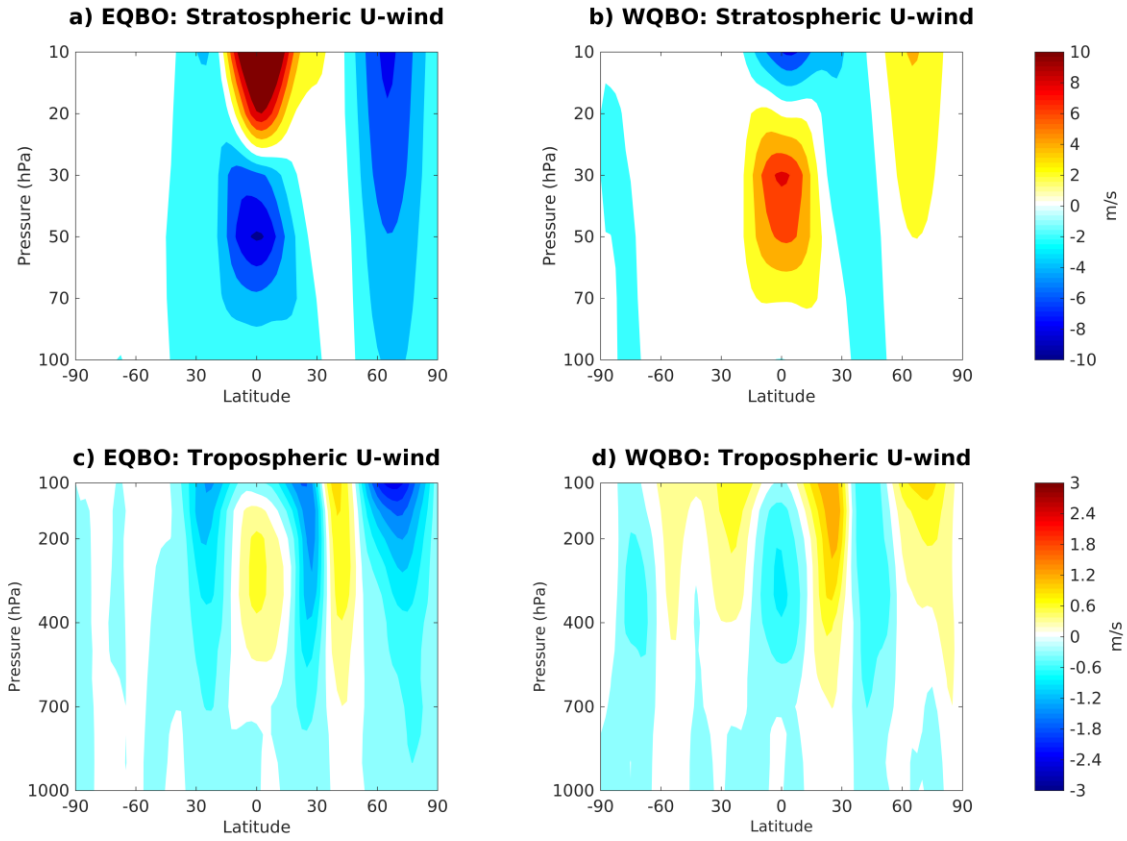 a) EQBO: Stratospheric U-wind
b) WQBO: Stratospheric U-wind
Pressure (hPa)
10
20
30
50
70
100
-90 -60 -30 0 30 60 90
Latitude
Pressure (hPa)
10
20
30
50
70
100
-90 -60 -30 0 30 60 90
Latitude
10
8
6
4
2
0
-2
-4
-6
-8
-10
m/s
c) EQBO: Tropospheric U-wind
d) WQBO: Tropospheric U-wind
Pressure (hPa)
100
200
400
700
1000
-90 -60 30 0 30 60 90
Latitude
Pressure (hPa)
100
200
400
700
1000
-90 -60 -30 0 30 60 90
Latitude
3
2.4
1.8
1.2
0.6
0
-0.6
-1.2
-1.8
-2.4
-3
m/s